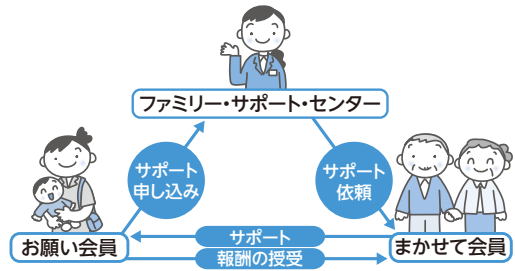 ファミリー・サポート・センター
サポート
申し込み
サポート
依頼
お願い会員
サポート
報酬の授受
まかせて会員